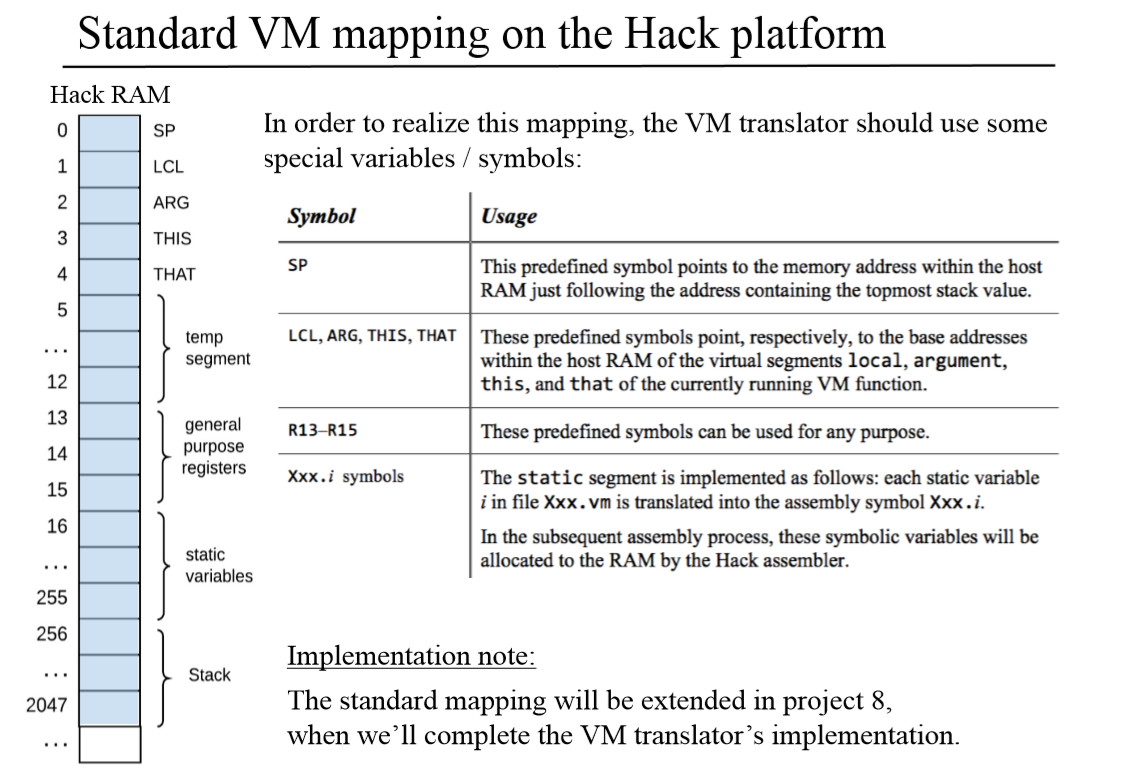 Standard VM mapping on the Hack platform
Hack RAM
0 SP
1 LCL
2 ARG
3 THIS
4 THAT
5
...
12
temp
segment
13
14
15
general
purpose
registers
16
...
255
static
variables
256
...
2047
Stack
...
In order to realize this mapping, the VM translator should use some
special variables / symbols:
Symbol Usage
SP This predefined symbol points to the memory address within the host
RAM just following the address containing the topmost stack value.
LCL, ARG, THIS, THAT These predefined symbols point, respectively, to the base addresses
within the host RAM of the virtual segments local, argument,
this, and that of the currently running VM function.
R13–R15 These predefined symbols can be used for any purpose.
Xxx.i symbols The static segment is implemented as follows: each static variable
i in file Xxx.vm is translated into the assembly symbol Xxx.i.
In the subsequent assembly process, these symbolic variables will be
allocated to the RAM by the Hack assembler.
Implementation note:
The standard mapping will be extended in project 8,
when we’ll complete the VM translator’s implementation.